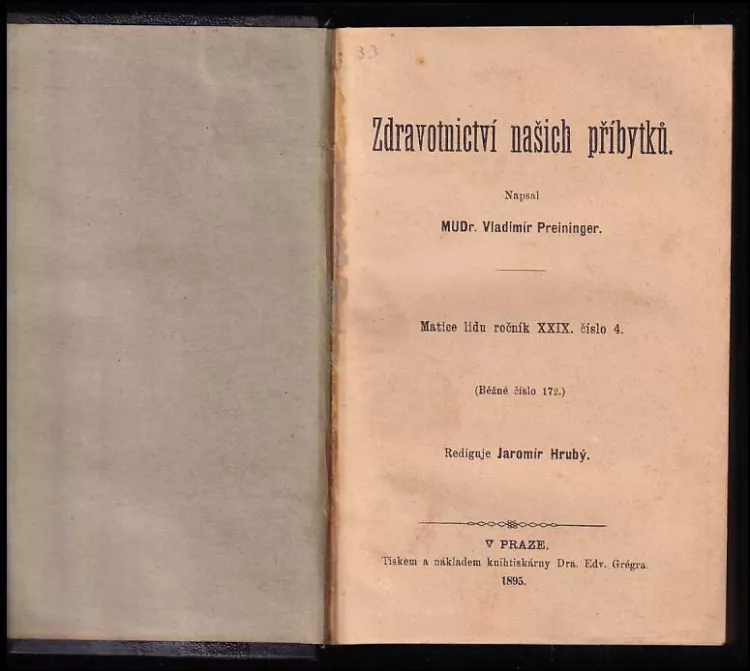 33
Zdravotnictví našich příbytků.
Napsal
MUDr. Vladimír Preininger.
Matice lidu ročník XXIX. číslo 4.
(Běžné číslo 172.)
Rediguje Jaromír Hrubý.
V PRAZE.
Tiskem a nákladem knihtiskárny Dra. Edv. Grégra.
1895.